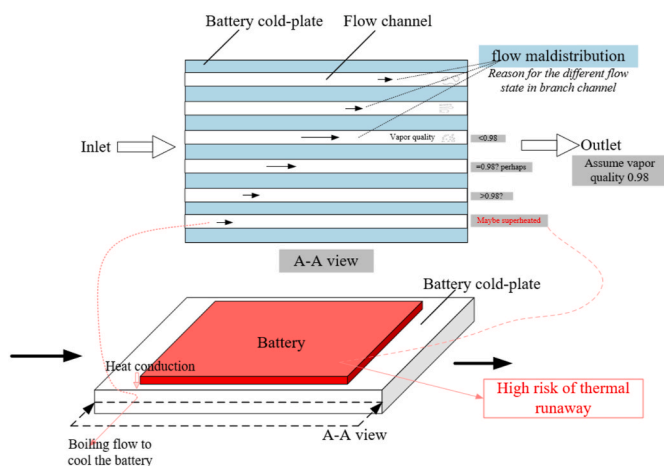 Battery cold-plate
Flow channel
flow maldistribution
Reason for the different flow
state in branch channel
Inlet
Vapor quality
<0.98
Outlet
=0.98? perhaps
Assume vapor
quality 0.98
>0.98?
Maybe superheated
A-A view
Battery cold-plate
Battery
Heat conduction
High risk of thermal
runaway
A-A view
Boiling flow to
cool the battery